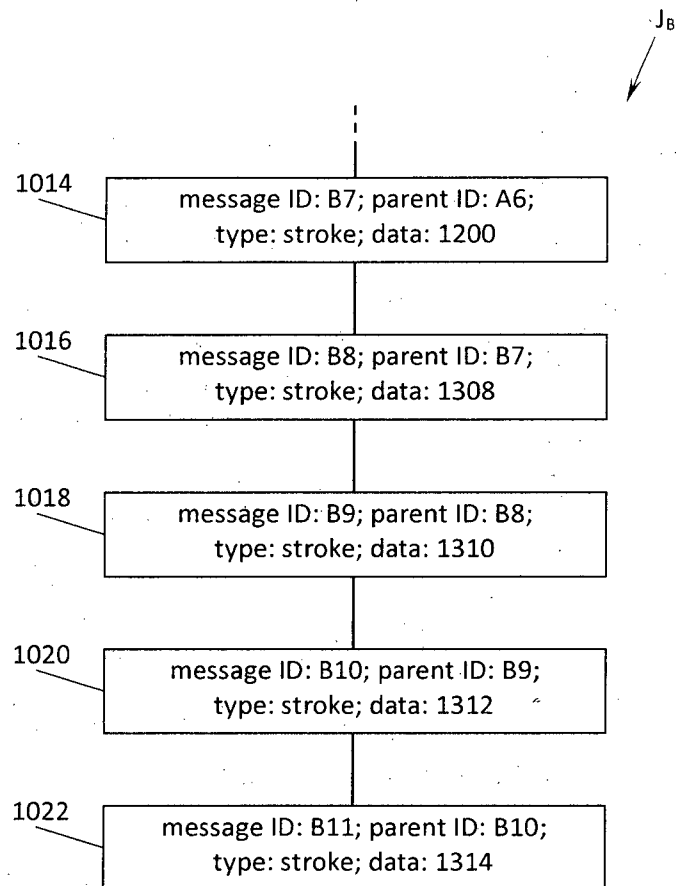 J_B
1014
message ID: B7; parent ID: A6;
type: stroke; data: 1200
1016
message ID: B8; parent ID: B7;
type: stroke; data: 1308
1018
message ID: B9; parent ID: B8;
type: stroke; data: 1310
1020
message ID: B10; parent ID: B9;
type: stroke; data: 1312
1022
message ID: B11; parent ID: B10;
type: stroke; data: 1314